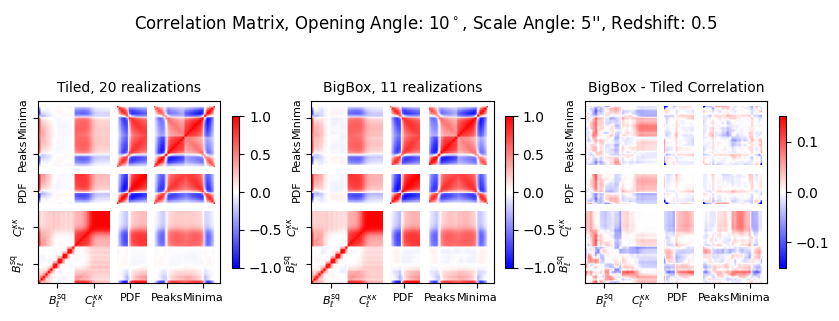 Correlation Matrix, Opening Angle: 10°, Scale Angle: 5'', Redshift: 0.5
Tiled, 20 realizations
BigBox, 11 realizations
BigBox - Tiled Correlation
Minima
Peaks
PDF
C_ℓ^κκ
B_ℓ^sq
B_ℓ^sq
C_ℓ^κκ
PDF
Peaks
Minima
1.0
0.5
0.0
−0.5
−1.0
Minima
Peaks
PDF
C_ℓ^κκ
B_ℓ^sq
B_ℓ^sq
C_ℓ^κκ
PDF
Peaks
Minima
1.0
0.5
0.0
−0.5
−1.0
Minima
Peaks
PDF
C_ℓ^κκ
B_ℓ^sq
B_ℓ^sq
C_ℓ^κκ
PDF
Peaks
Minima
0.1
0.0
−0.1